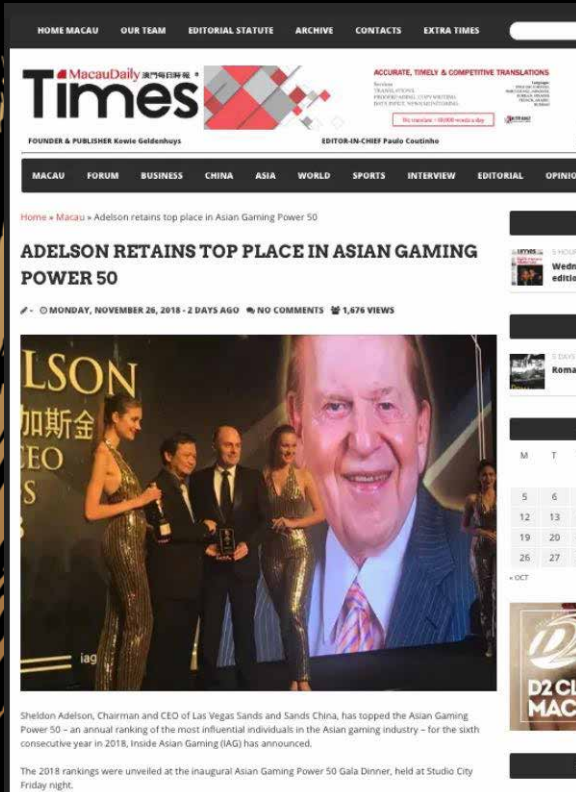 HOME MACAU OUR TEAM EDITORIAL STATUTE ARCHIVE CONTACTS EXTRA TIMES
MacauDaily 澳門每日時報 ®
Times
ACCURATE, TIMELY & COMPETITIVE TRANSLATIONS
FOUNDER & PUBLISHER Kowie Geldenhuys EDITOR-IN-CHIEF Paulo Coutinho
MACAU FORUM BUSINESS CHINA ASIA WORLD SPORTS INTERVIEW EDITORIAL OPINIO
Home » Macau » Adelson retains top place in Asian Gaming Power 50
ADELSON RETAINS TOP PLACE IN ASIAN GAMING
POWER 50
- MONDAY, NOVEMBER 26, 2018 - 2 DAYS AGO NO COMMENTS 1,676 VIEWS
5 HOUR
Wedn
editio
5 DAYS
Roma
LSON
加斯金
CEO
S
iag
M T
5 6
12 13
19 20
26 27
« OCT
D2
D2 CL
MAC
Sheldon Adelson, Chairman and CEO of Las Vegas Sands and Sands China, has topped the Asian Gaming
Power 50 – an annual ranking of the most influential individuals in the Asian gaming industry – for the sixth
consecutive year in 2018, Inside Asian Gaming (IAG) has announced.
The 2018 rankings were unveiled at the inaugural Asian Gaming Power 50 Gala Dinner, held at Studio City
Friday night.